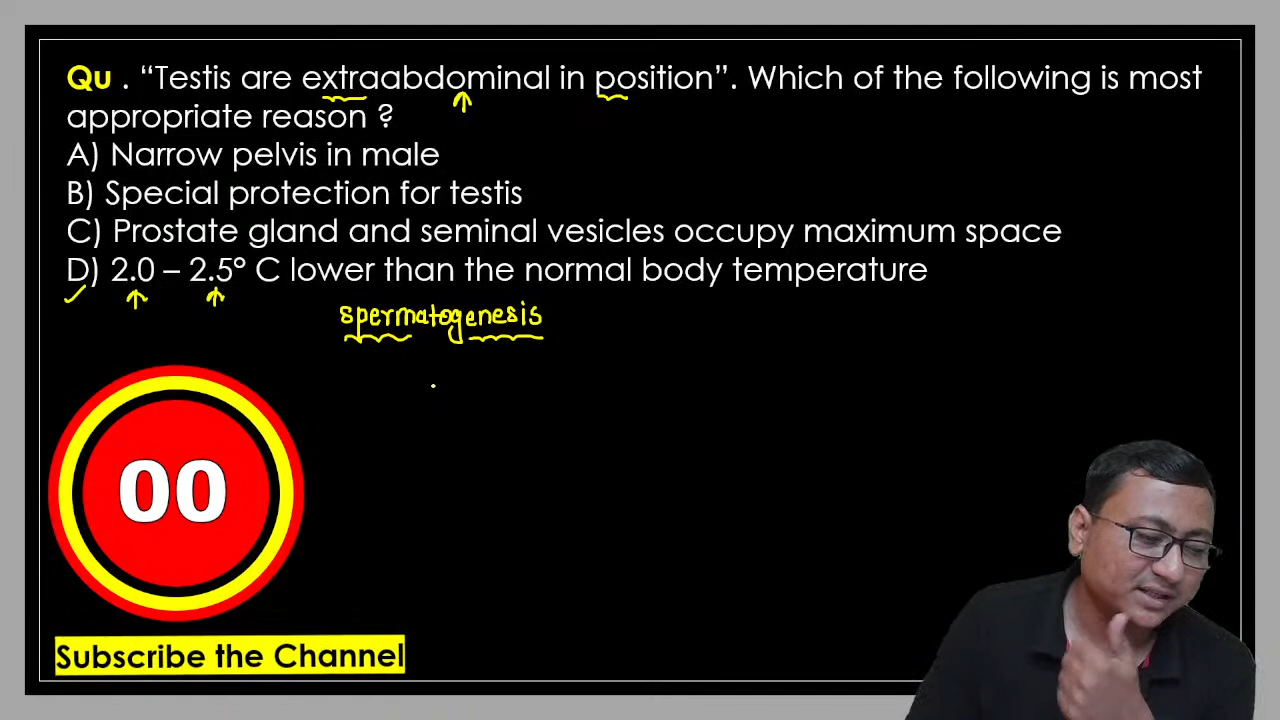 Qu . “Testis are extraabdominal in position”. Which of the following is most
appropriate reason ?
A) Narrow pelvis in male
B) Special protection for testis
C) Prostate gland and seminal vesicles occupy maximum space
D) 2.0 – 2.5° C lower than the normal body temperature
spermatogenesis
00
Subscribe the Channel